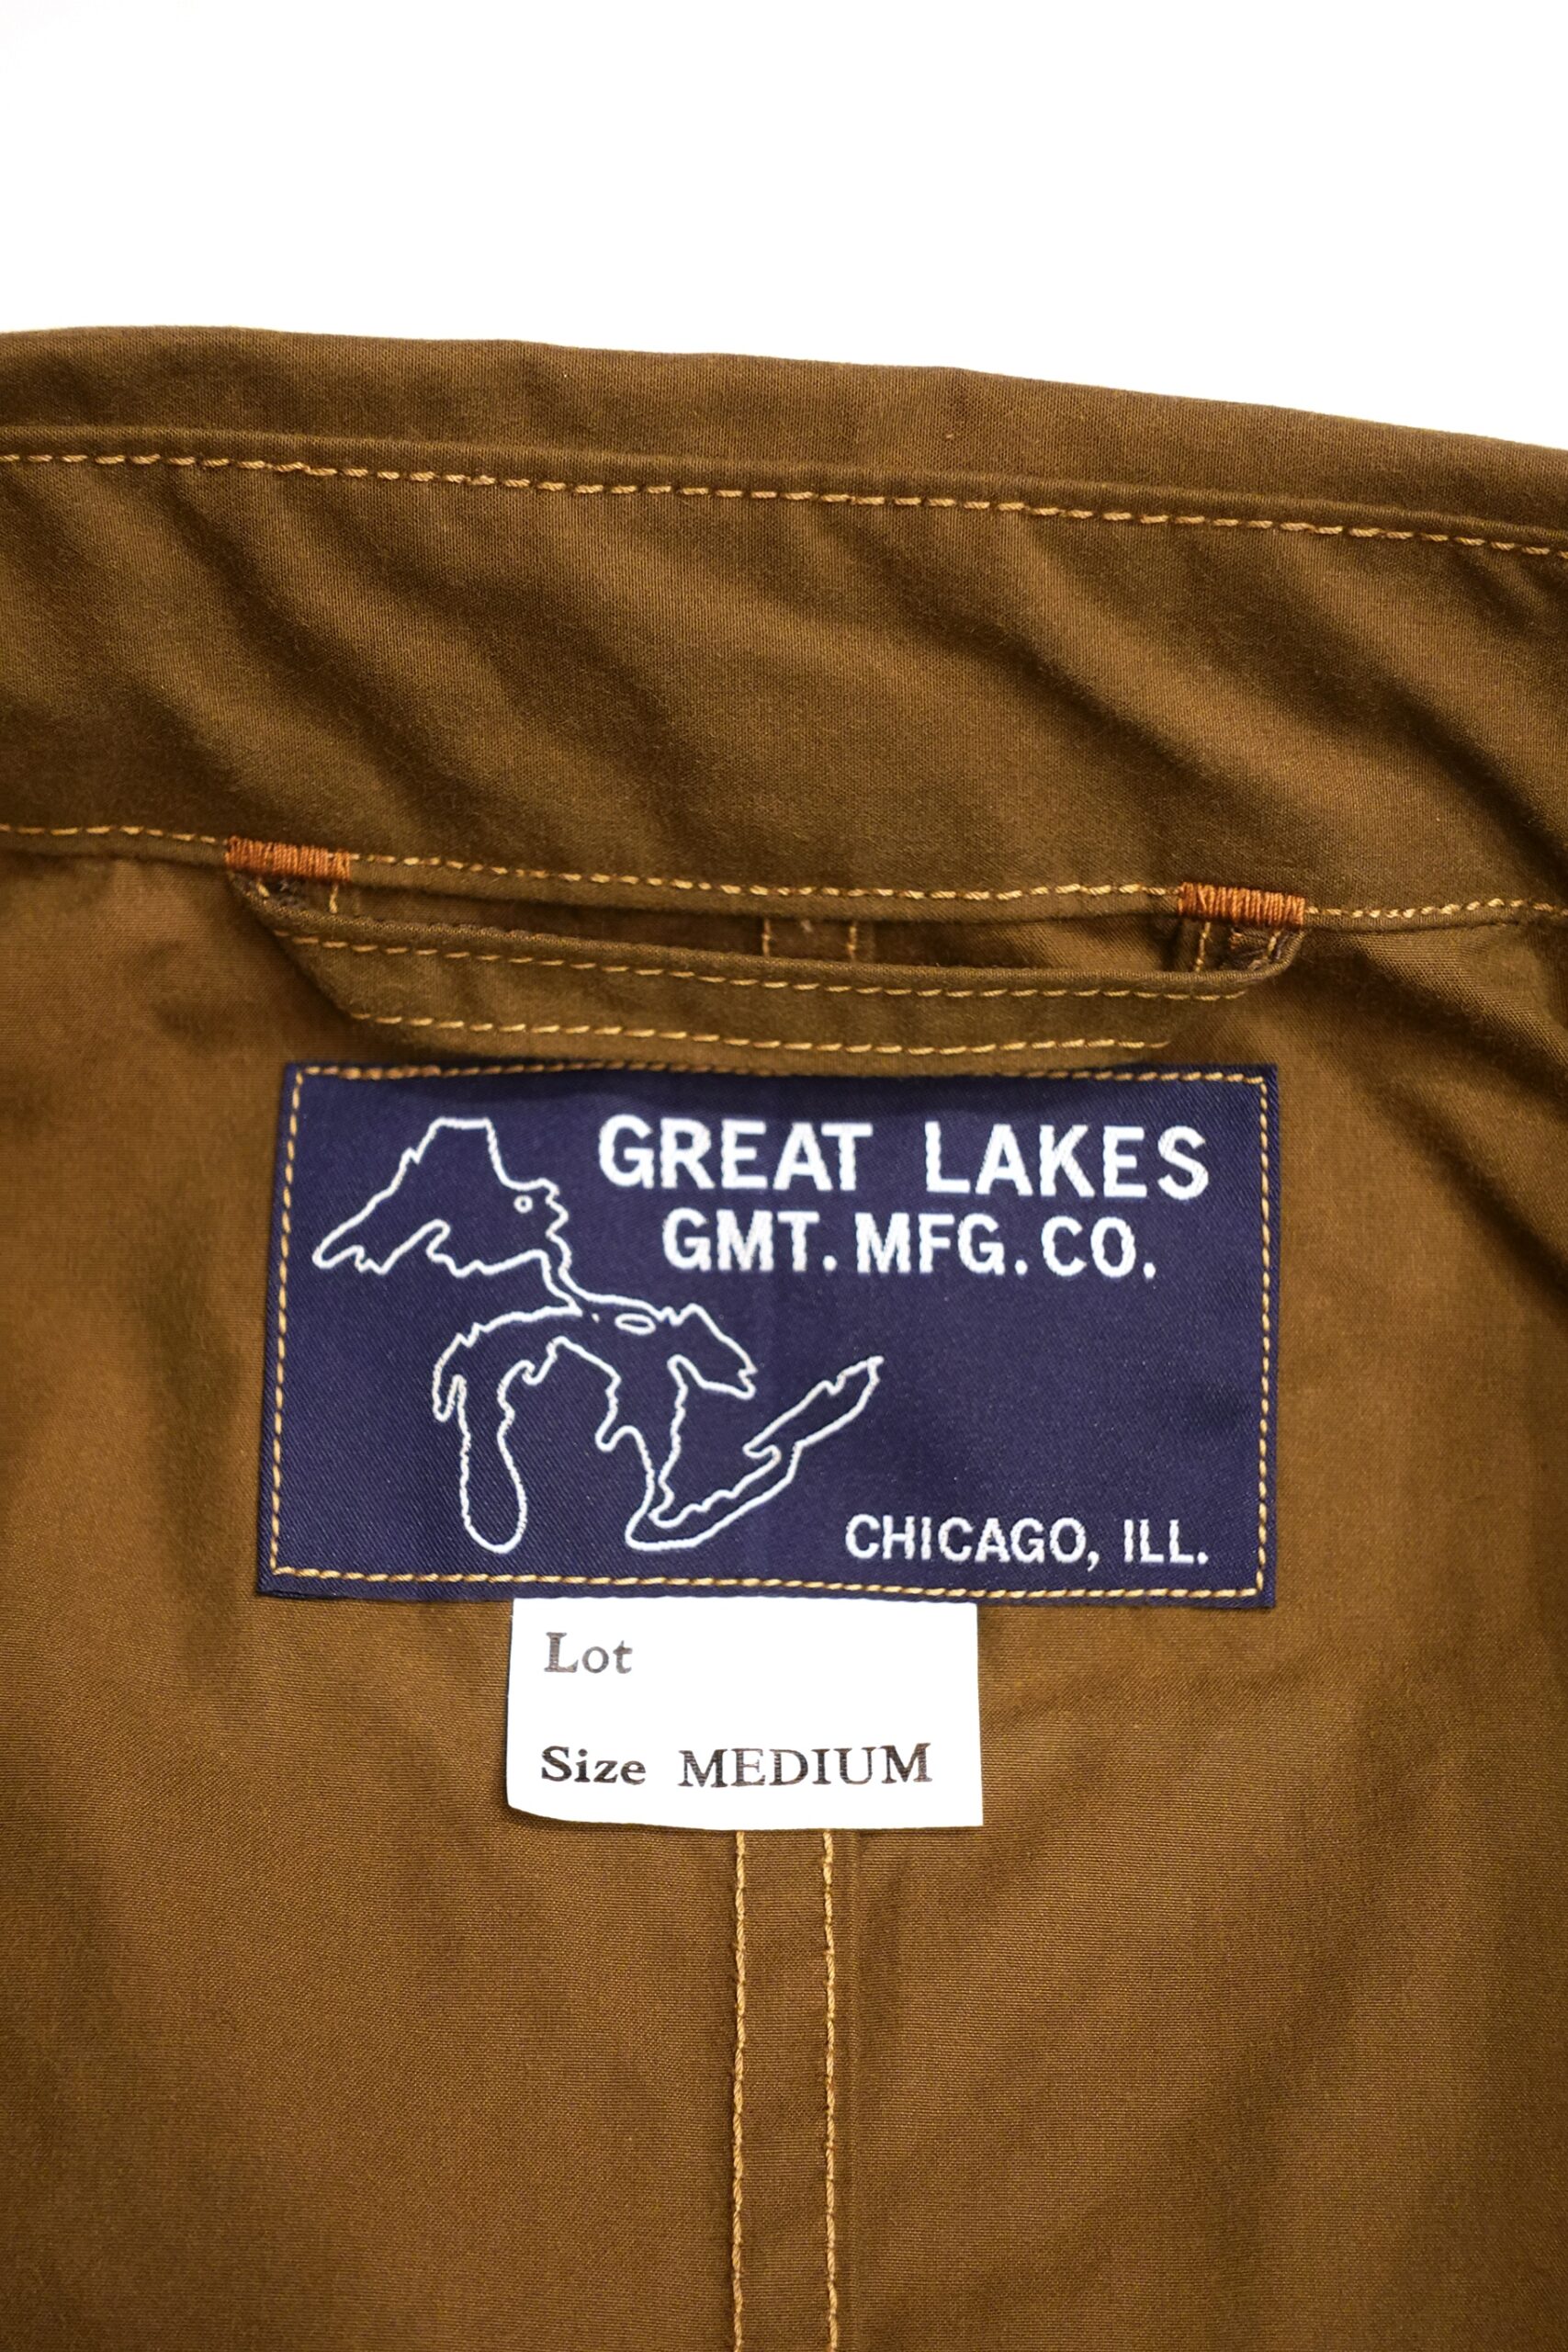 GREAT LAKES
GMT. MFG. CO.
CHICAGO, ILL.
Lot
Size MEDIUM